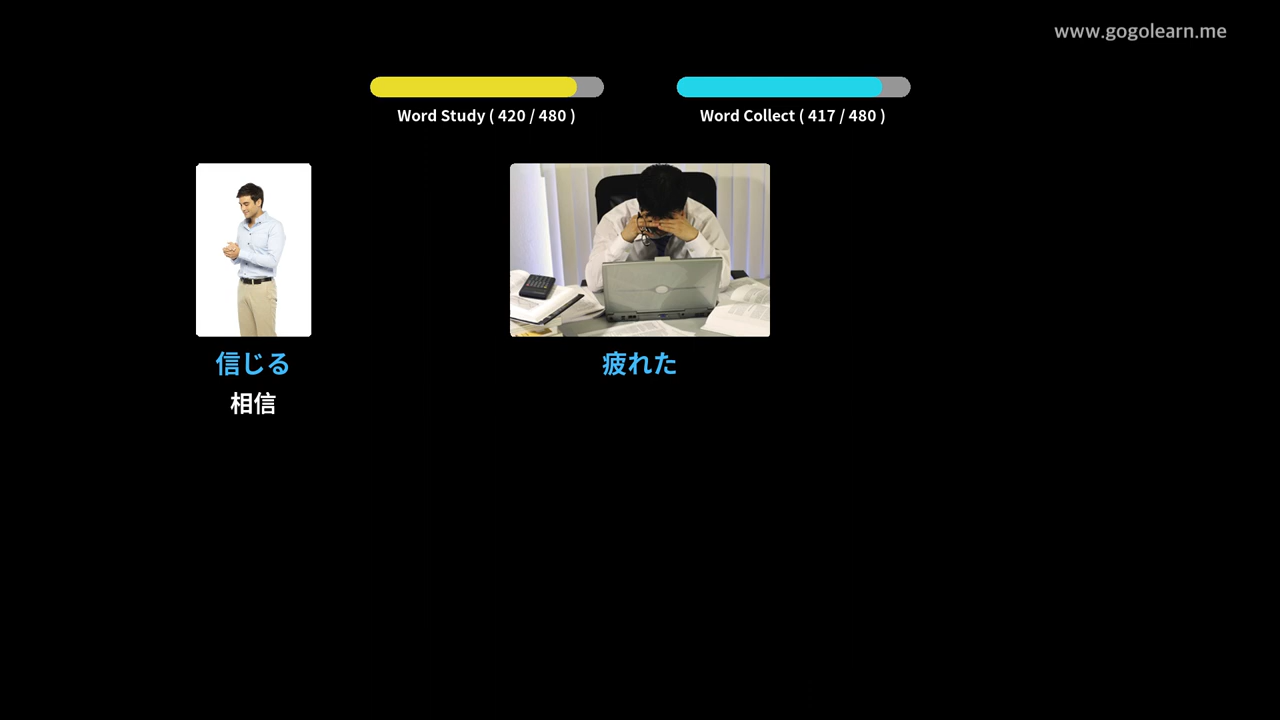 www.gogolearn.me
Word Study ( 420 / 480 )
Word Collect ( 417 / 480 )
信じる
疲れた
相信